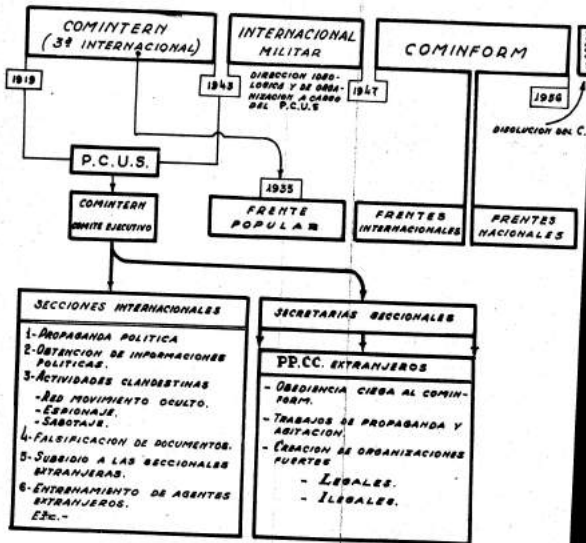 COMINTERN
(3ª INTERNACIONAL)
INTERNACIONAL
MILITAR
COMINFORM
1919
1943
DIRECCION IDEO-
LOGICA Y DE ORGA-
NIZACION A CARGO
DEL P.C.U.S
1947
1956
DISOLUCION DEL C.
P.C.U.S.
COMINTERN
COMITE EJECUTIVO
1935
FRENTE
POPULAR
FRENTES
INTERNACIONALES
FRENTES
NACIONALES
SECCIONES INTERNACIONALES
1-PROPAGANDA POLITICA
2-OBTENCION DE INFORMACIONES
POLITICAS.
3-ACTIVIDADES CLANDESTINAS
-RED MOVIMIENTO OCULTO.
-ESPIONAJE.
-SABOTAJE.
4-FALSIFICACION DE DOCUMENTOS.
5-SUBSIDIO A LAS SECCIONALES
EXTRANJERAS.
6-ENTRENAMIENTO DE AGENTES
EXTRANJEROS.
ETC.-
SECRETARIAS SECCIONALES
PP.CC. EXTRANJEROS
- OBEDIENCIA CIEGA AL COMIN-
FORM.
- TRABAJOS DE PROPAGANDA Y
AGITACION.
- CREACION DE ORGANIZACIONES
FUERTES
- LEGALES.
- ILEGALES.